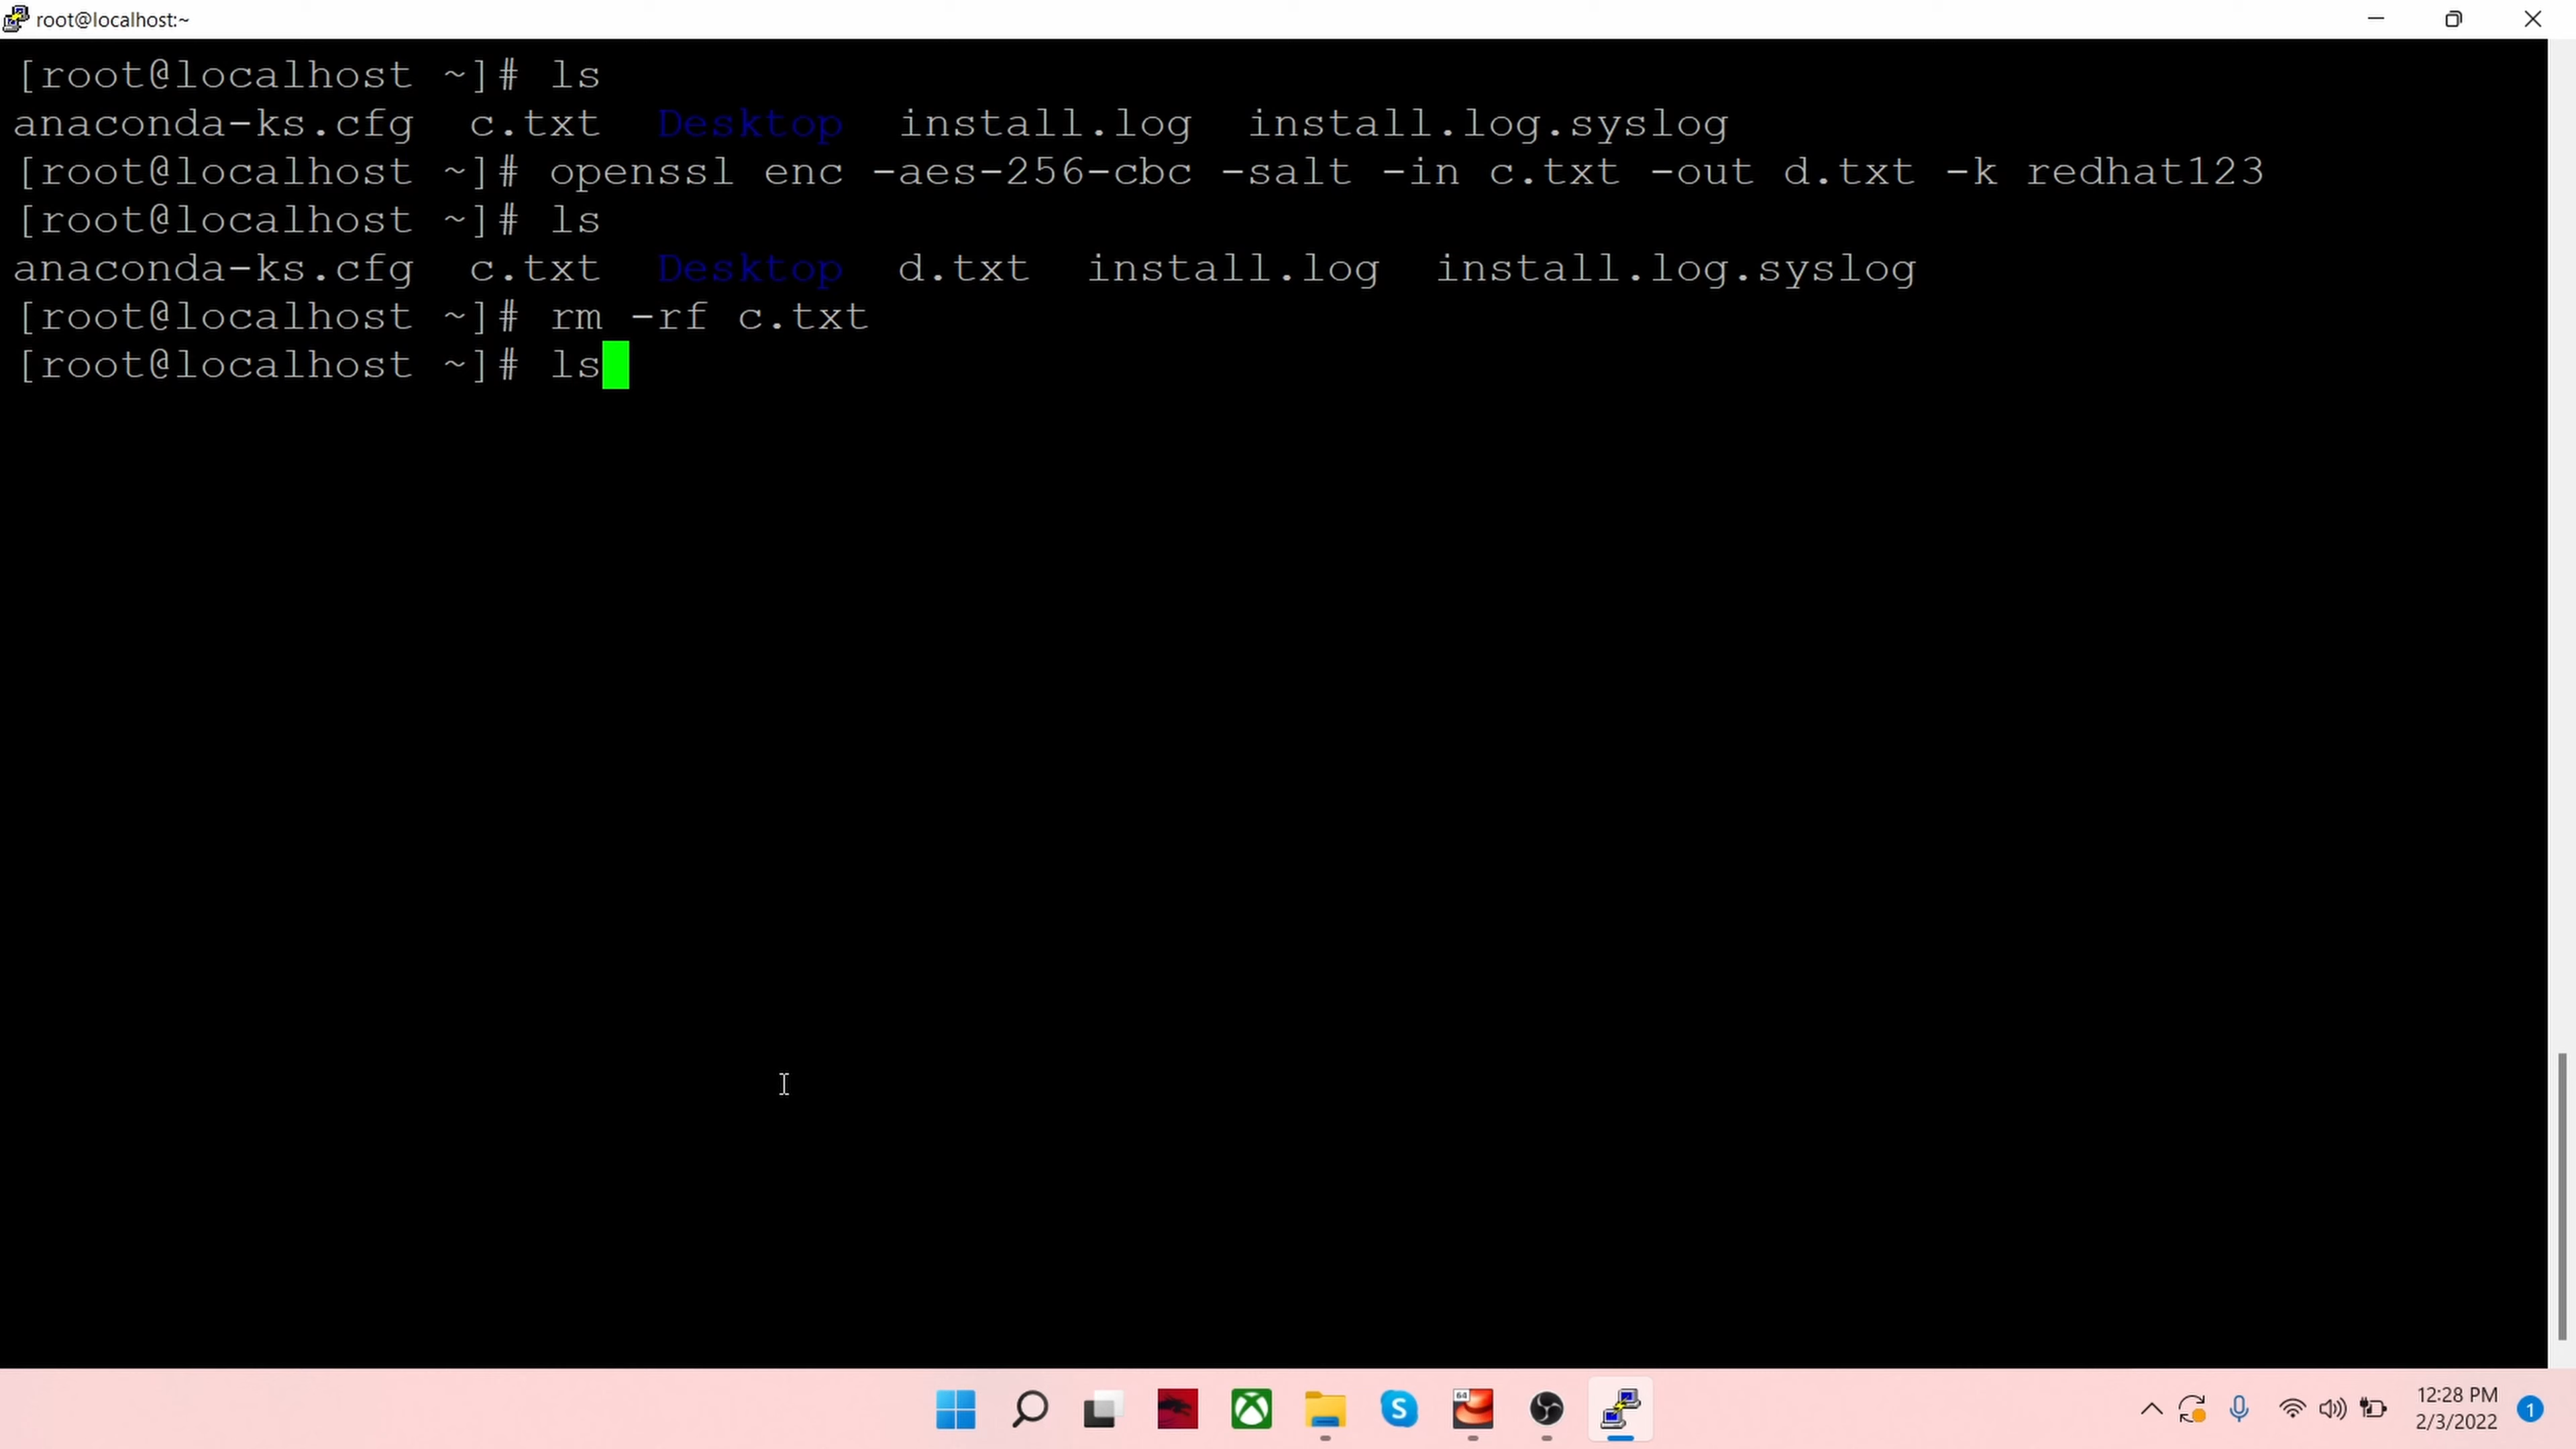 root@localhost:~
[root@localhost ~]# ls
anaconda-ks.cfg  c.txt  Desktop  install.log  install.log.syslog
[root@localhost ~]# openssl enc -aes-256-cbc -salt -in c.txt -out d.txt -k redhat123
[root@localhost ~]# ls
anaconda-ks.cfg  c.txt  Desktop  d.txt  install.log  install.log.syslog
[root@localhost ~]# rm -rf c.txt
[root@localhost ~]# ls
S
64
12:28 PM
2/3/2022
1